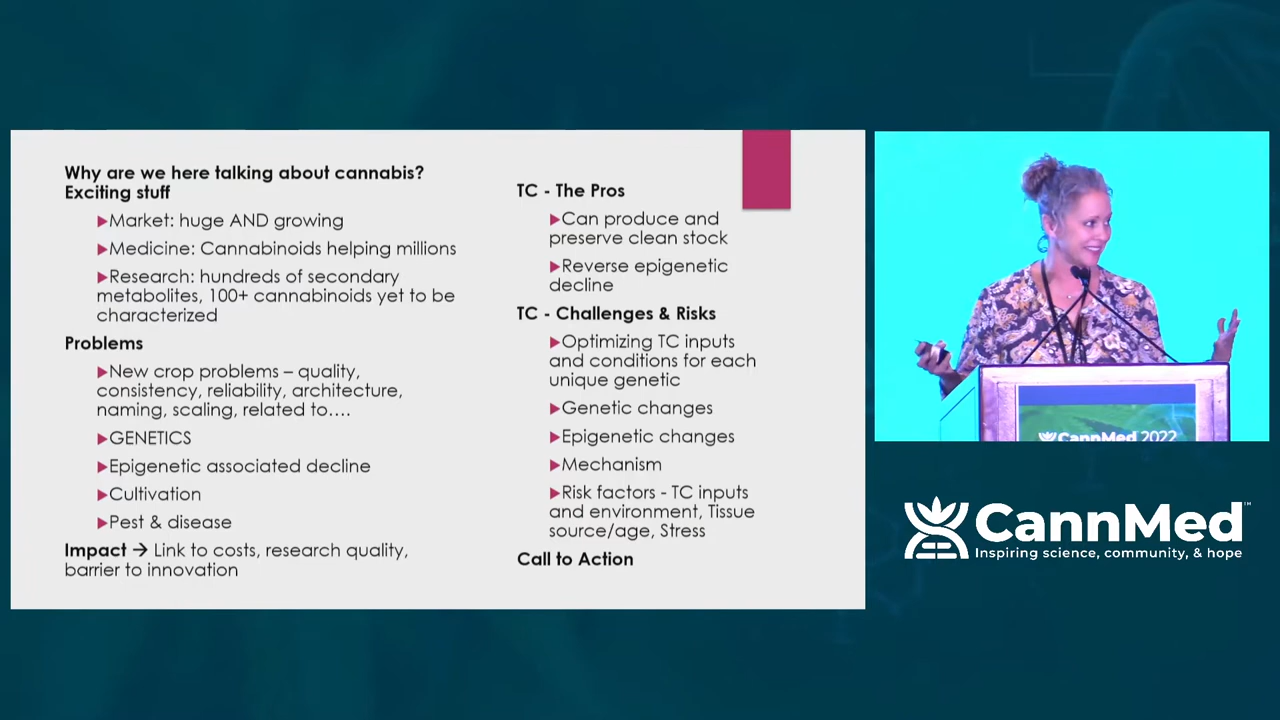 Why are we here talking about cannabis?
Exciting stuff
▶Market: huge AND growing
▶Medicine: Cannabinoids helping millions
▶Research: hundreds of secondary
metabolites, 100+ cannabinoids yet to be
characterized
Problems
▶New crop problems – quality,
consistency, reliability, architecture,
naming, scaling, related to….
▶GENETICS
▶Epigenetic associated decline
▶Cultivation
▶Pest & disease
Impact → Link to costs, research quality,
barrier to innovation
TC - The Pros
▶Can produce and
preserve clean stock
▶Reverse epigenetic
decline
TC - Challenges & Risks
▶Optimizing TC inputs
and conditions for each
unique genetic
▶Genetic changes
▶Epigenetic changes
▶Mechanism
▶Risk factors - TC inputs
and environment, Tissue
source/age, Stress
Call to Action
CannMed 2022
CannMed™
Inspiring science, community, & hope